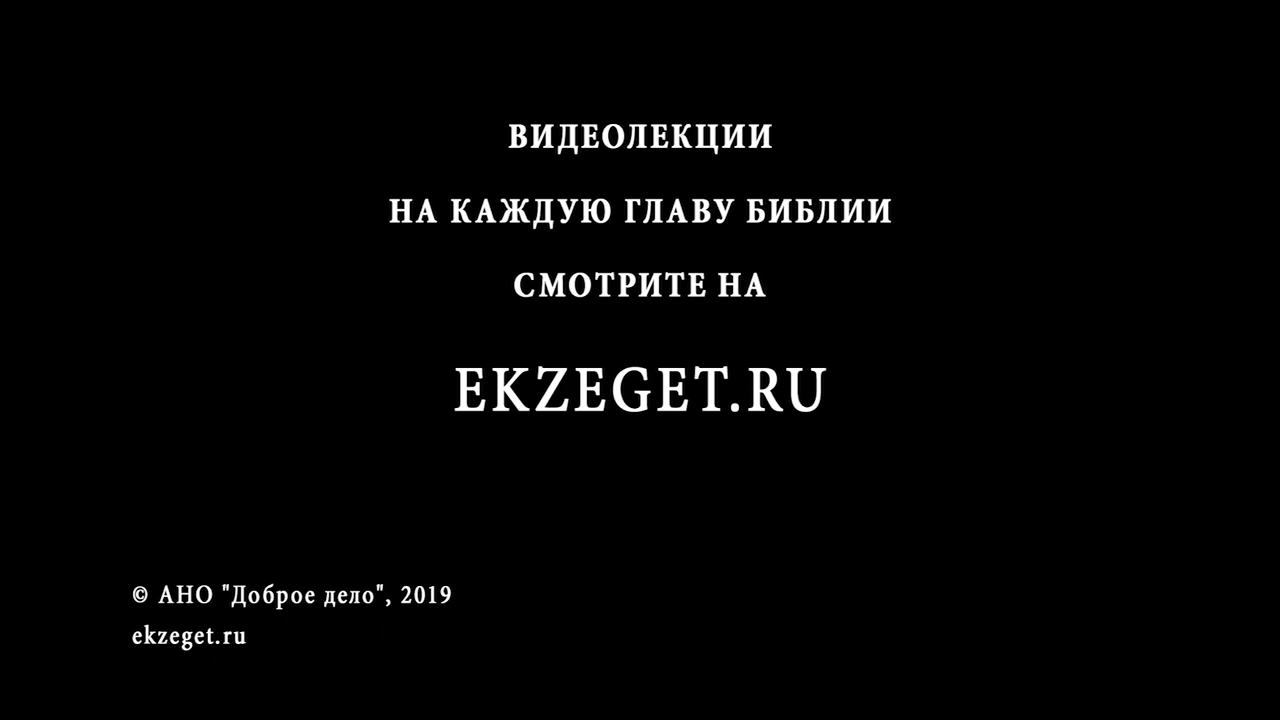 ВИДЕОЛЕКЦИИ
НА КАЖДУЮ ГЛАВУ БИБЛИИ
СМОТРИТЕ НА
EKZEGET.RU
© АНО "Доброе дело", 2019
ekzeget.ru